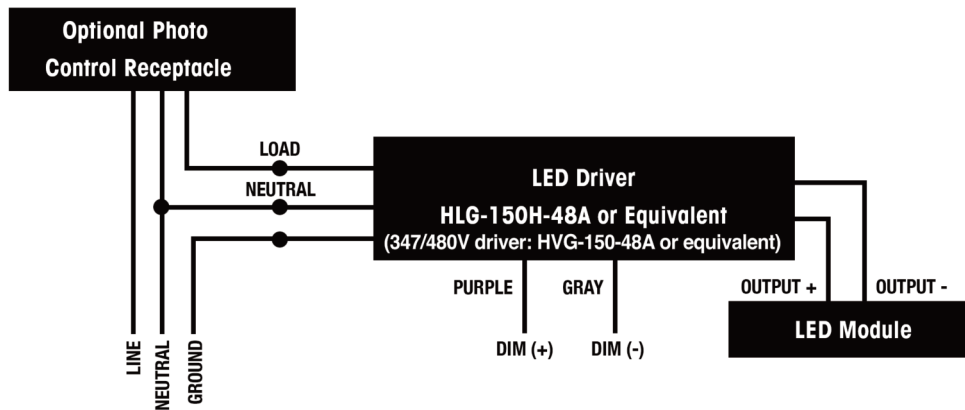 Optional Photo
Control Receptacle
LOAD
NEUTRAL
LED Driver
HLG-150H-48A or Equivalent
(347/480V driver: HVG-150-48A or equivalent)
PURPLE
GRAY
OUTPUT +
OUTPUT -
LED Module
DIM (+)
DIM (-)
LINE
NEUTRAL
GROUND